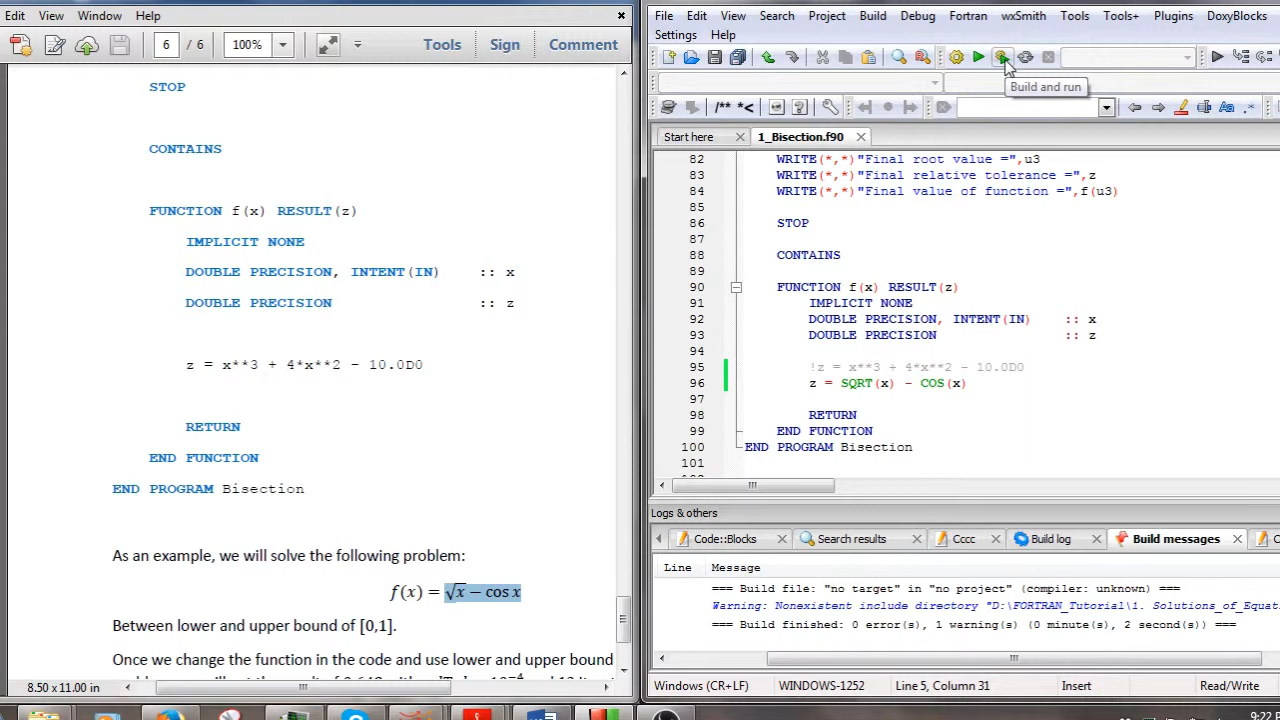 Edit View Window Help
6 / 6 100% Tools Sign Comment
STOP
CONTAINS
FUNCTION f(x) RESULT(z)
IMPLICIT NONE
DOUBLE PRECISION, INTENT(IN) :: x
DOUBLE PRECISION :: z
z = x**3 + 4*x**2 - 10.0D0
RETURN
END FUNCTION
END PROGRAM Bisection
As an example, we will solve the following problem:
f(x) = √x − cos x
Between lower and upper bound of [0,1].
Once we change the function in the code and use lower and upper bound
8.50 x 11.00 in
File Edit View Search Project Build Debug Fortran wxSmith Tools Tools+ Plugins DoxyBlocks
Settings Help
Build and run
/** *<
Aa .*
Start here 1_Bisection.f90
82 WRITE(*,*)"Final root value =",u3
83 WRITE(*,*)"Final relative tolerance =",z
84 WRITE(*,*)"Final value of function =",f(u3)
85
86 STOP
87
88 CONTAINS
89
90 FUNCTION f(x) RESULT(z)
91 IMPLICIT NONE
92 DOUBLE PRECISION, INTENT(IN) :: x
93 DOUBLE PRECISION :: z
94
95 !z = x**3 + 4*x**2 - 10.0D0
96 z = SQRT(x) - COS(x)
97
98 RETURN
99 END FUNCTION
100 END PROGRAM Bisection
101
Logs & others
Code::Blocks Search results Cccc Build log Build messages
Line Message
=== Build file: "no target" in "no project" (compiler: unknown) ===
Warning: Nonexistent include directory "D:\FORTRAN_Tutorial\1. Solutions_of_Equat
=== Build finished: 0 error(s), 1 warning(s) (0 minute(s), 2 second(s)) ===
Windows (CR+LF) WINDOWS-1252 Line 5, Column 31 Insert Read/Write
9:22